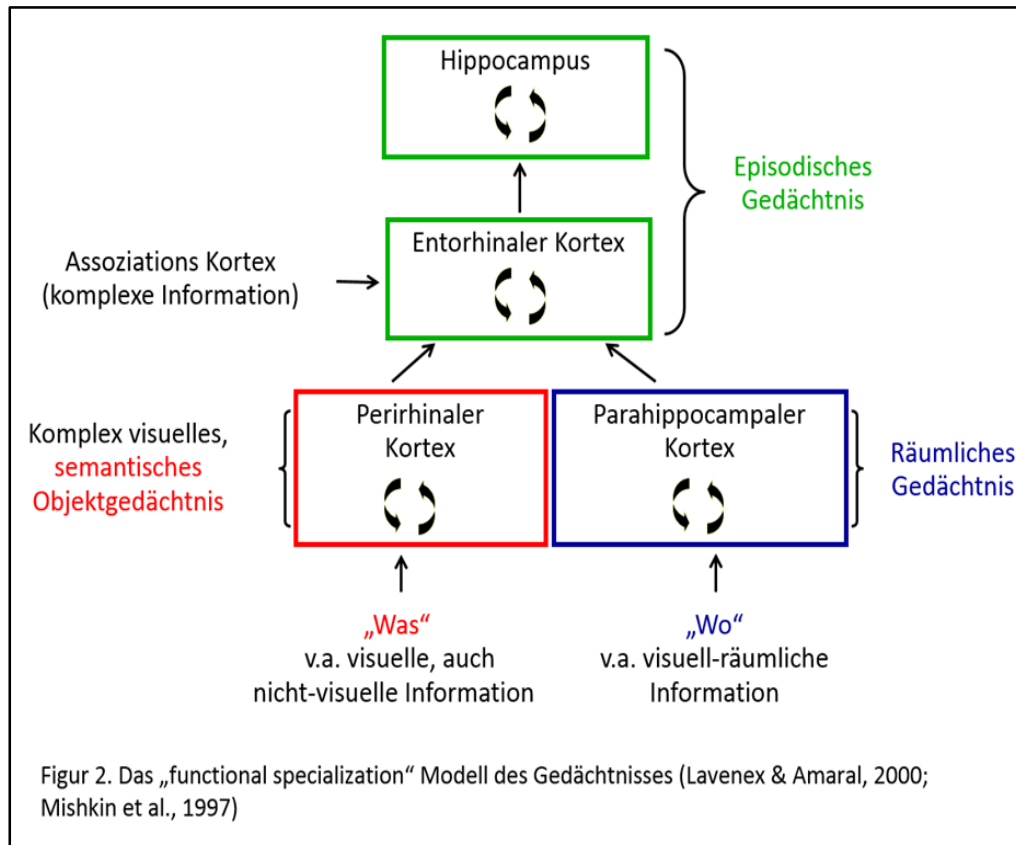 Hippocampus
Episodisches
Gedächtnis
Entorhinaler Kortex
Assoziations Kortex
(komplexe Information)
Perirhinaler
Kortex
Parahippocampaler
Kortex
Komplex visuelles,
semantisches
Objektgedächtnis
Räumliches
Gedächtnis
„Was“
v.a. visuelle, auch
nicht-visuelle Information
„Wo“
v.a. visuell-räumliche
Information
Figur 2. Das „functional specialization“ Modell des Gedächtnisses (Lavenex & Amaral, 2000;
Mishkin et al., 1997)